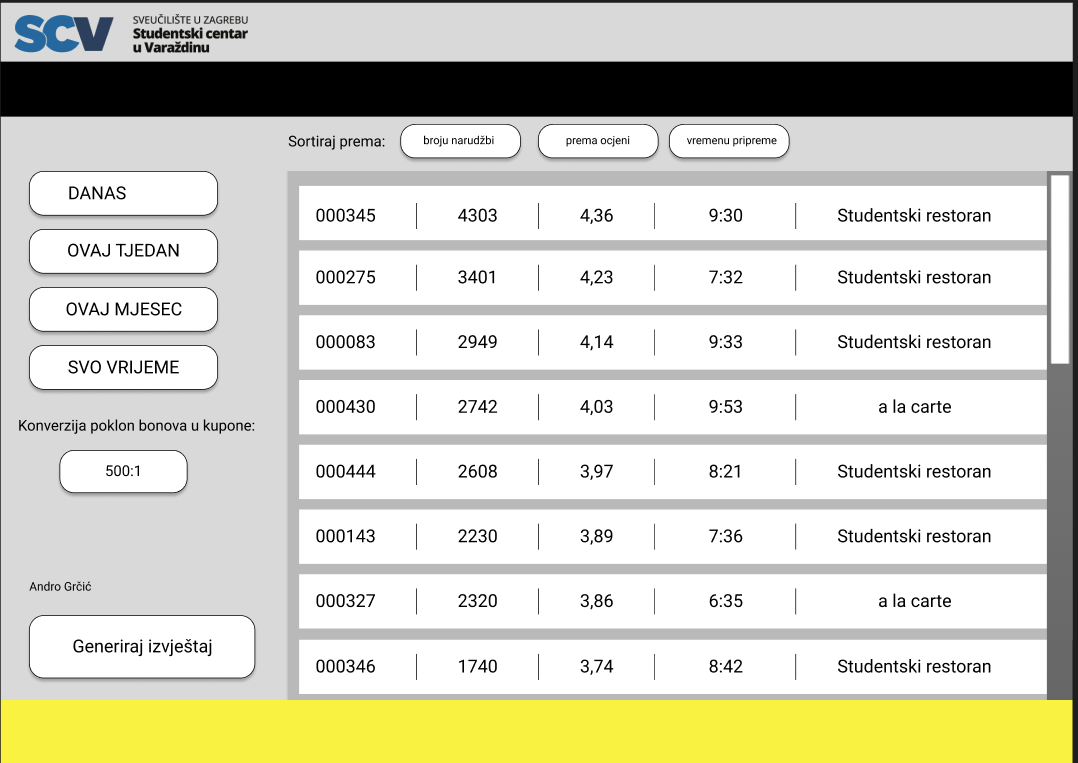 SCV
SVEUČILIŠTE U ZAGREBU
Studentski centar
u Varaždinu
Sortiraj prema:
broju narudžbi
prema ocjeni
vremenu pripreme
DANAS
OVAJ TJEDAN
OVAJ MJESEC
SVO VRIJEME
Konverzija poklon bonova u kupone:
500:1
Andro Grčić
Generiraj izvještaj
000345 4303 4,36 9:30 Studentski restoran
000275 3401 4,23 7:32 Studentski restoran
000083 2949 4,14 9:33 Studentski restoran
000430 2742 4,03 9:53 a la carte
000444 2608 3,97 8:21 Studentski restoran
000143 2230 3,89 7:36 Studentski restoran
000327 2320 3,86 6:35 a la carte
000346 1740 3,74 8:42 Studentski restoran